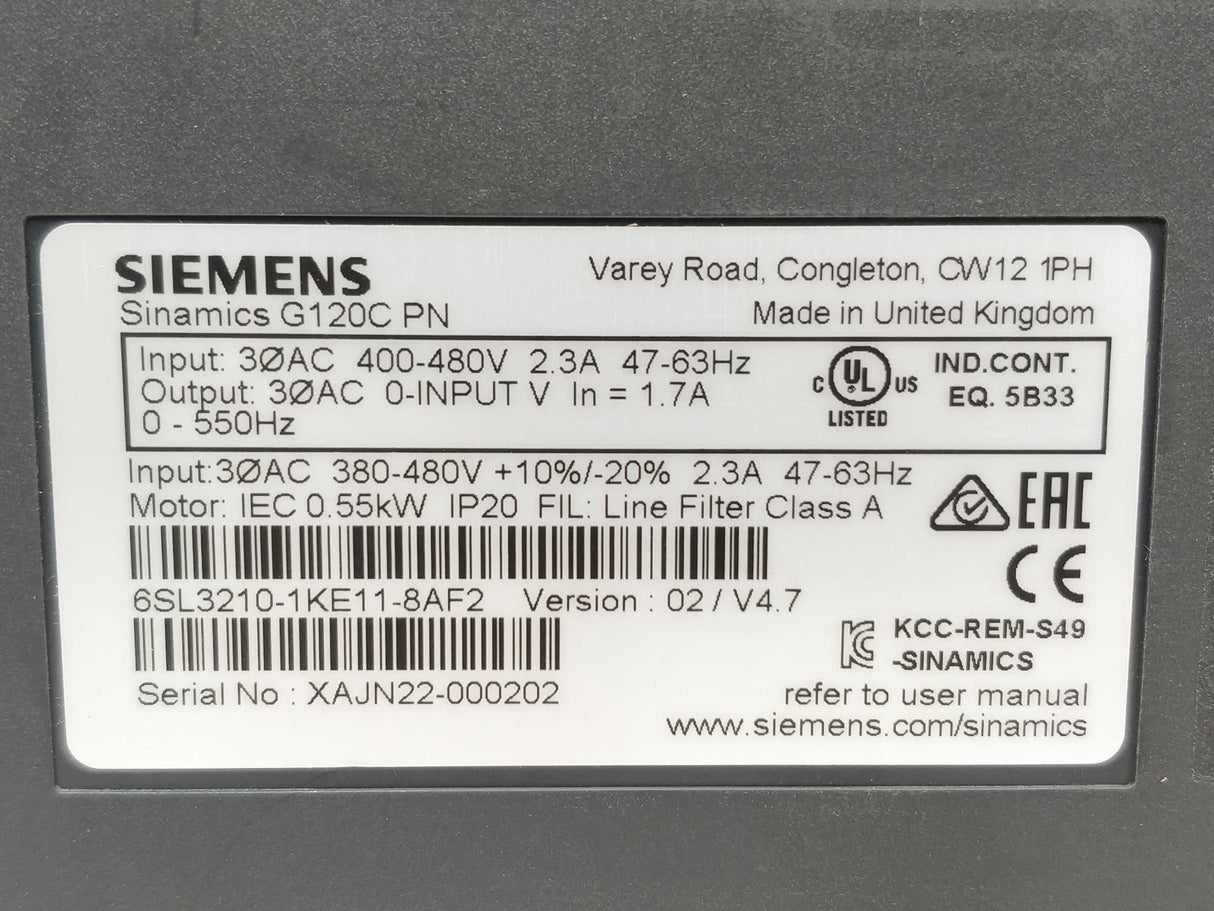 SIEMENS
Sinamics G120C PN
Varey Road, Congleton, CW12 1PH
Made in United Kingdom
Input: 3ØAC 400-480V 2.3A 47-63Hz
Output: 3ØAC 0-INPUT V In = 1.7A
0 - 550Hz
C UL US
LISTED
IND.CONT.
EQ. 5B33
Input:3ØAC 380-480V +10%/-20% 2.3A 47-63Hz
Motor: IEC 0.55kW IP20 FIL: Line Filter Class A
EAC
CE
6SL3210-1KE11-8AF2 Version : 02 / V4.7
Serial No : XAJN22-000202
KC
KCC-REM-S49
-SINAMICS
refer to user manual
www.siemens.com/sinamics